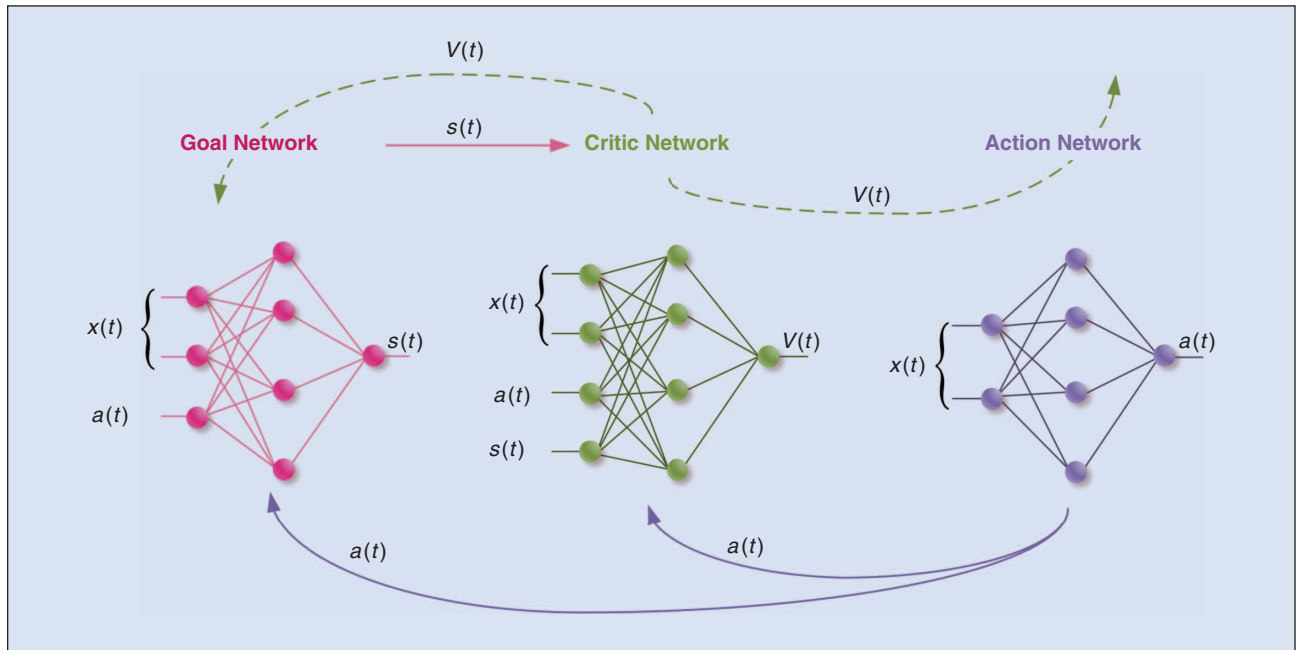 V(t)
Goal Network
s(t)
Critic Network
Action Network
V(t)
x(t)
a(t)
s(t)
x(t)
a(t)
s(t)
V(t)
x(t)
a(t)
a(t)
a(t)